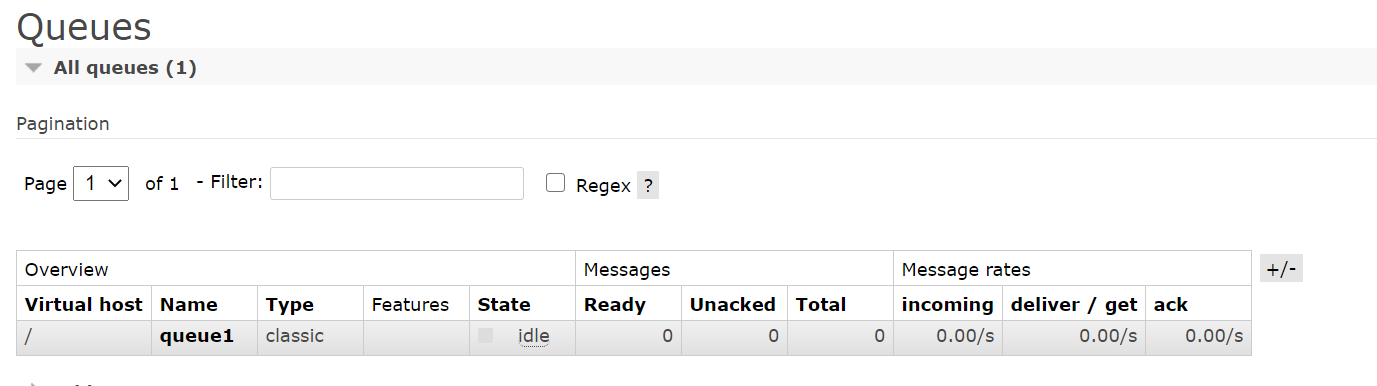 Queues
All queues (1)
Pagination
Page 1 of 1 - Filter: Regex ?
Overview Messages Message rates +/-
Virtual host Name Type Features State Ready Unacked Total incoming deliver / get ack
/ queue1 classic idle 0 0 0 0.00/s 0.00/s 0.00/s